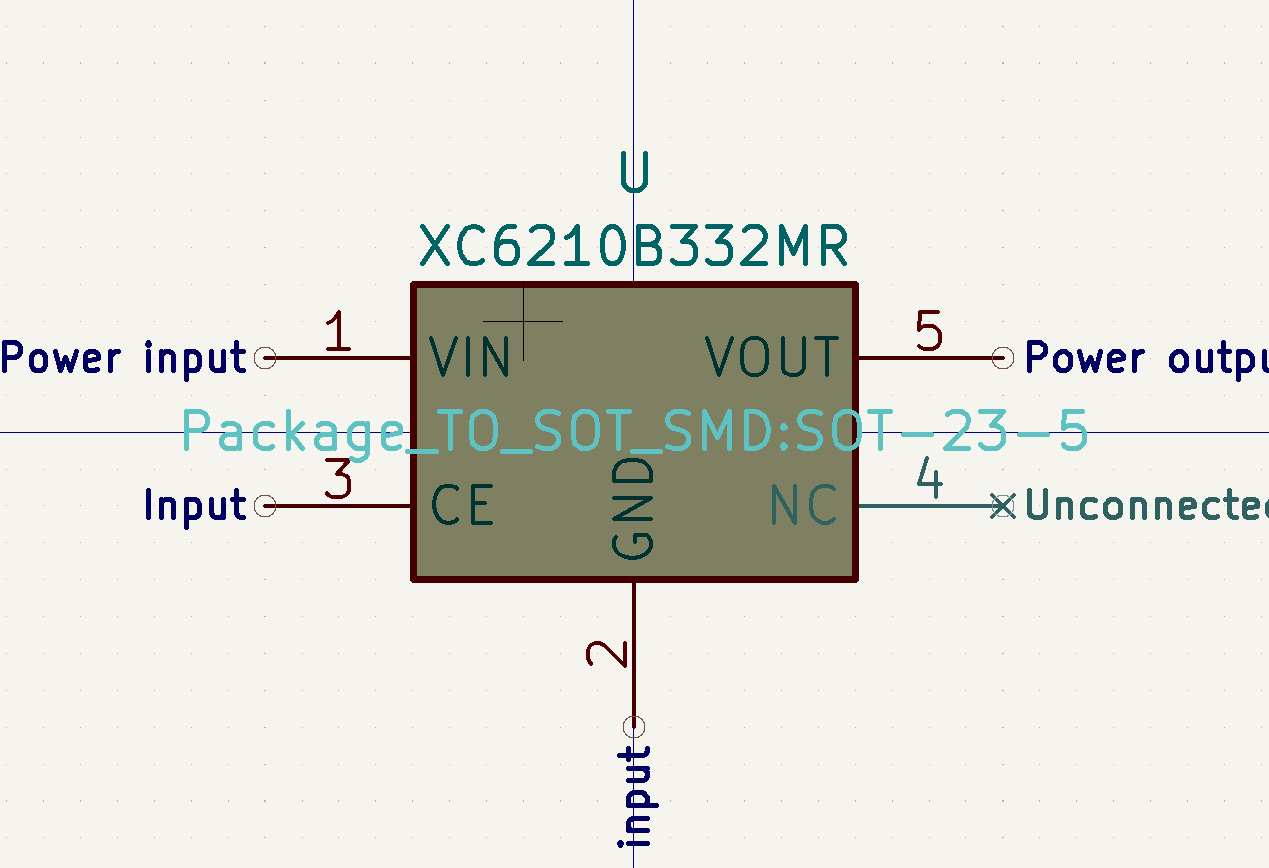 U
XC6210B332MR
Power input 1 VIN VOUT 5 Power outpu
Package_TO_SOT_SMD:SOT-23-5
Input 3 CE GND NC 4 Unconnected
2
input